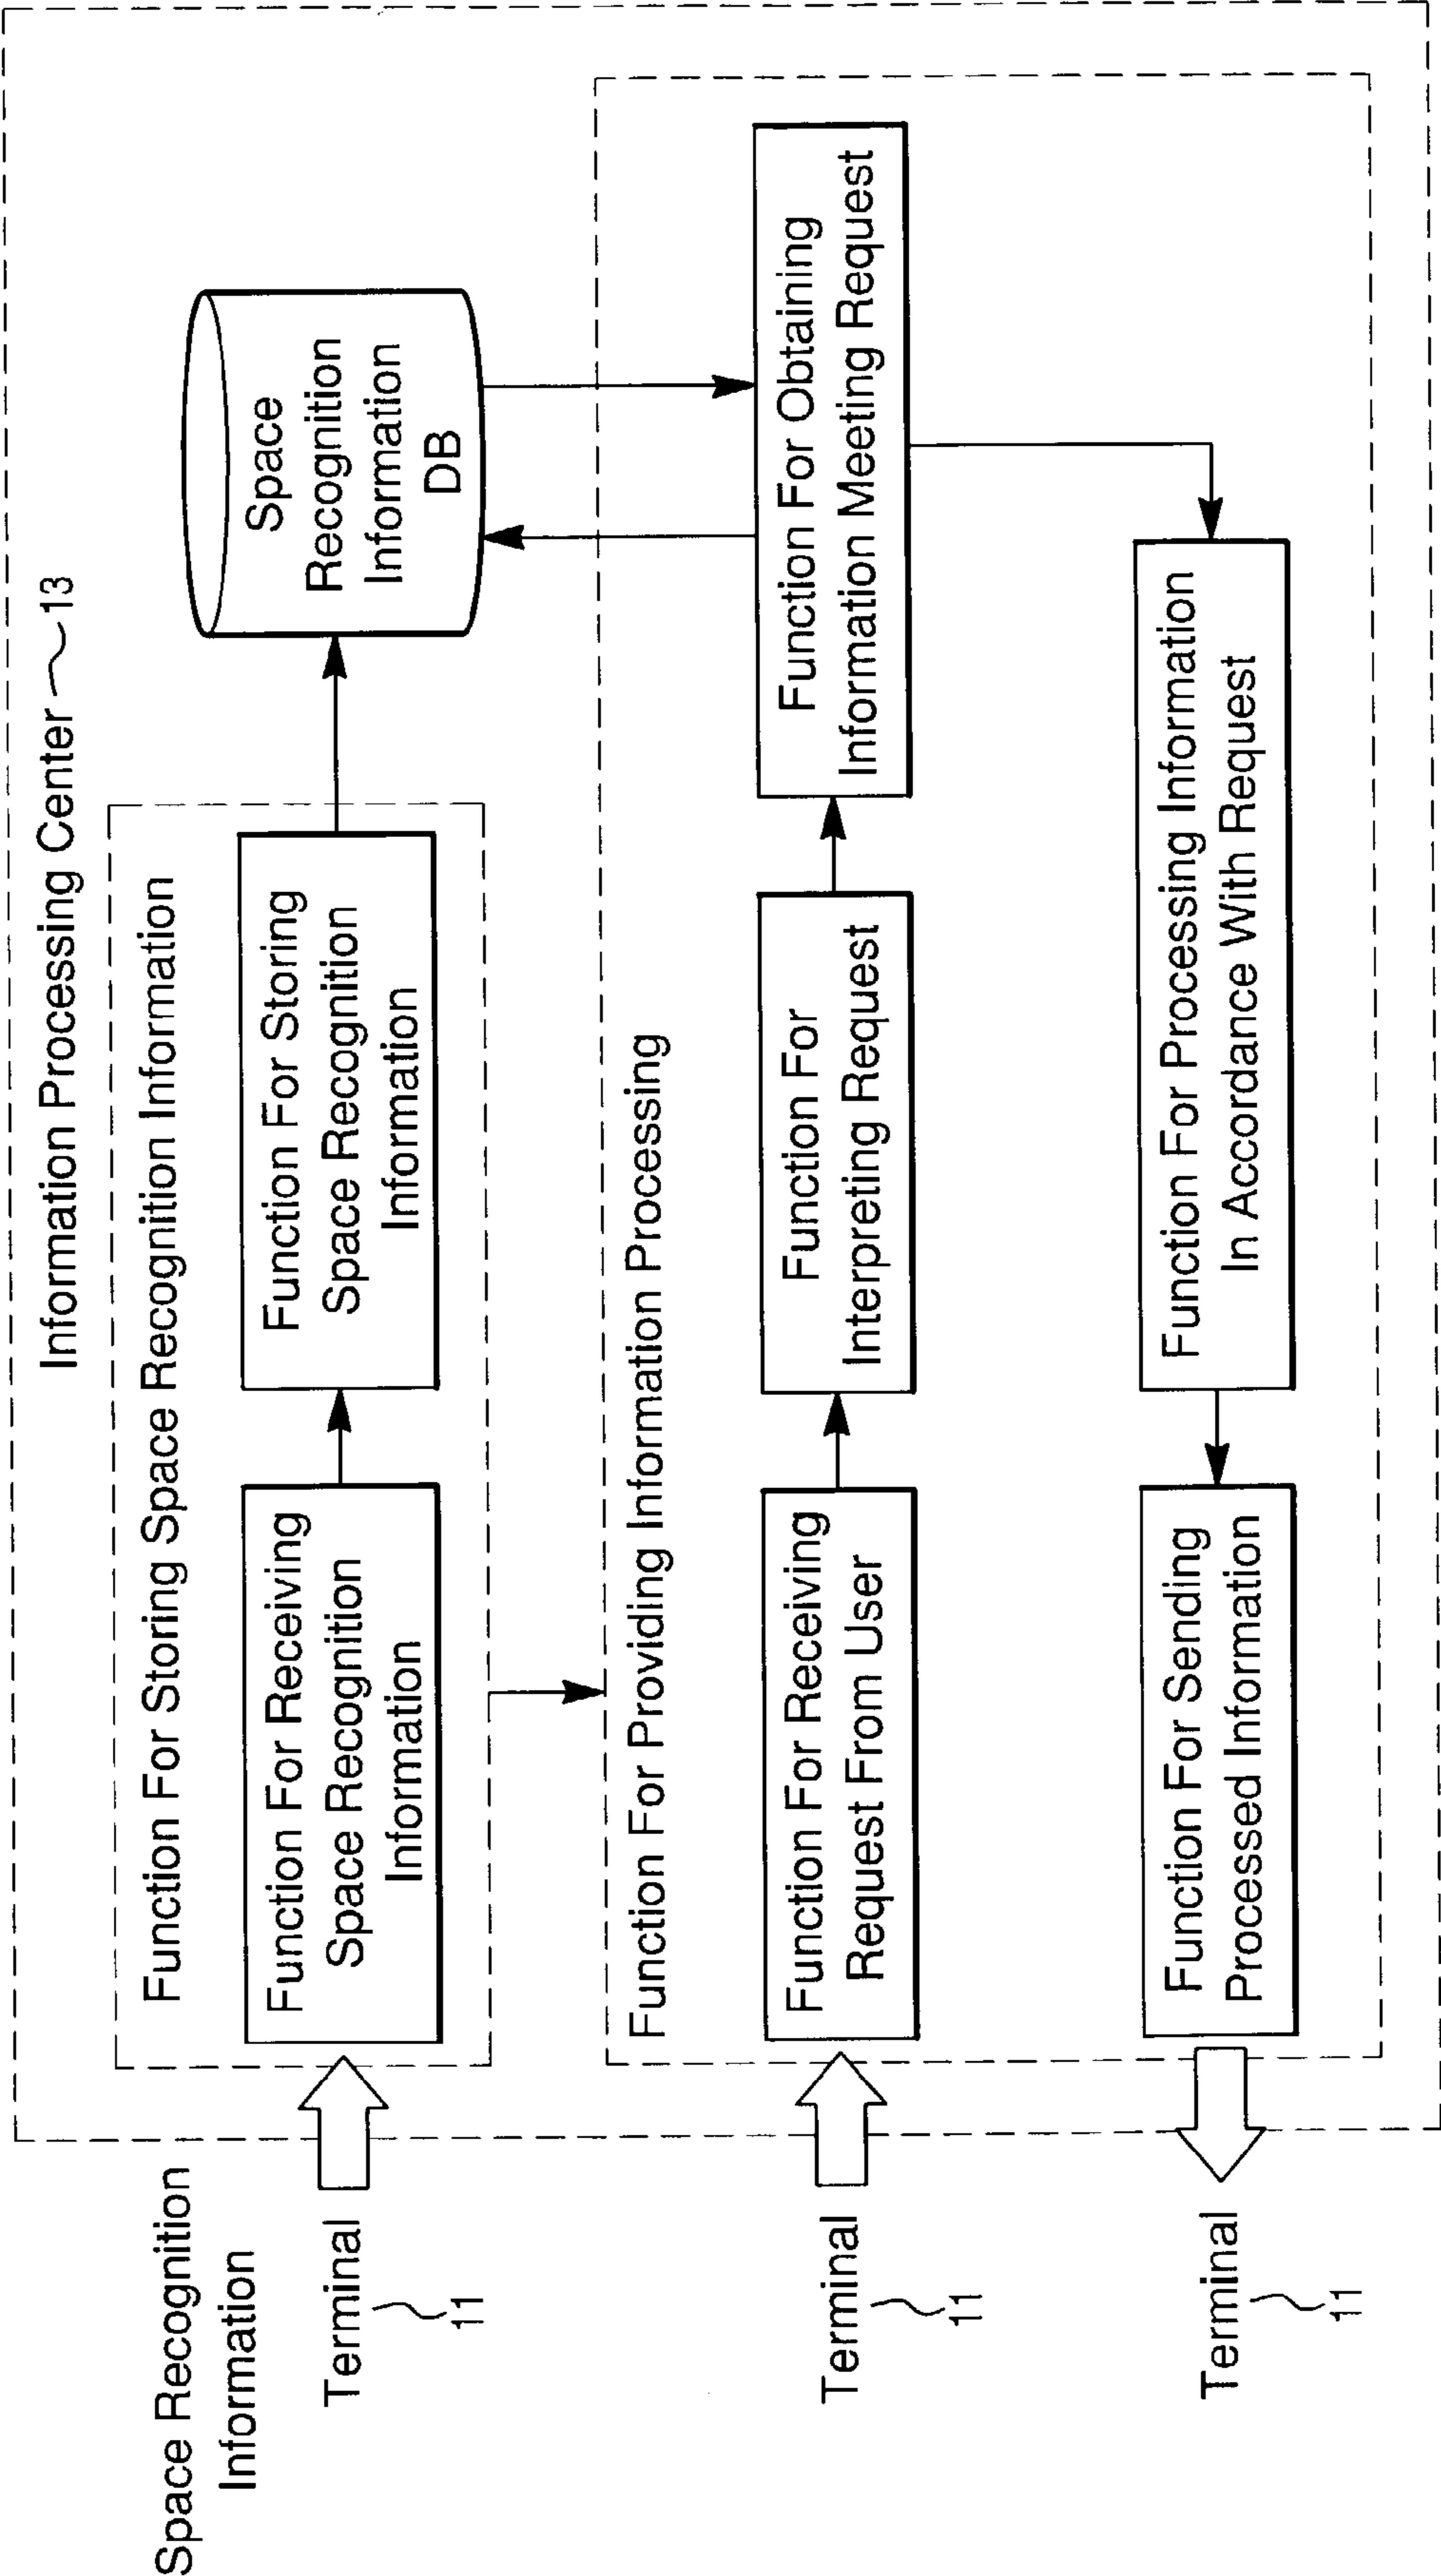 Information Processing Center 13
Function For Storing Space Recognition Information
Space Recognition
Information
Terminal
11
Function For Receiving
Space Recognition
Information
Function For Storing
Space Recognition
Information
Space
Recognition
Information
DB
Function For Providing Information Processing
Terminal
11
Function For Receiving
Request From User
Function For
Interpreting Request
Function For Obtaining
Information Meeting Request
Terminal
11
Function For Sending
Processed Information
Function For Processing Information
In Accordance With Request